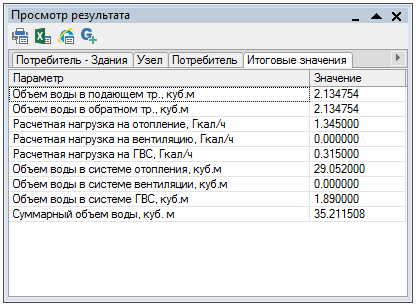 Просмотр результата
Потребитель - Здания Узел Потребитель Итоговые значения
Параметр Значение
Объем воды в подающем тр., куб.м 2.134754
Объем воды в обратном тр., куб.м 2.134754
Расчетная нагрузка на отопление, Гкал/ч 1.345000
Расчетная нагрузка на вентиляцию, Гкал/ч 0.000000
Расчетная нагрузка на ГВС, Гкал/ч 0.315000
Объем воды в системе отопления, куб.м 29.052000
Объем воды в системе вентиляции, куб.м 0.000000
Объем воды в системе ГВС, куб.м 1.890000
Суммарный объем воды, куб. м 35.211508